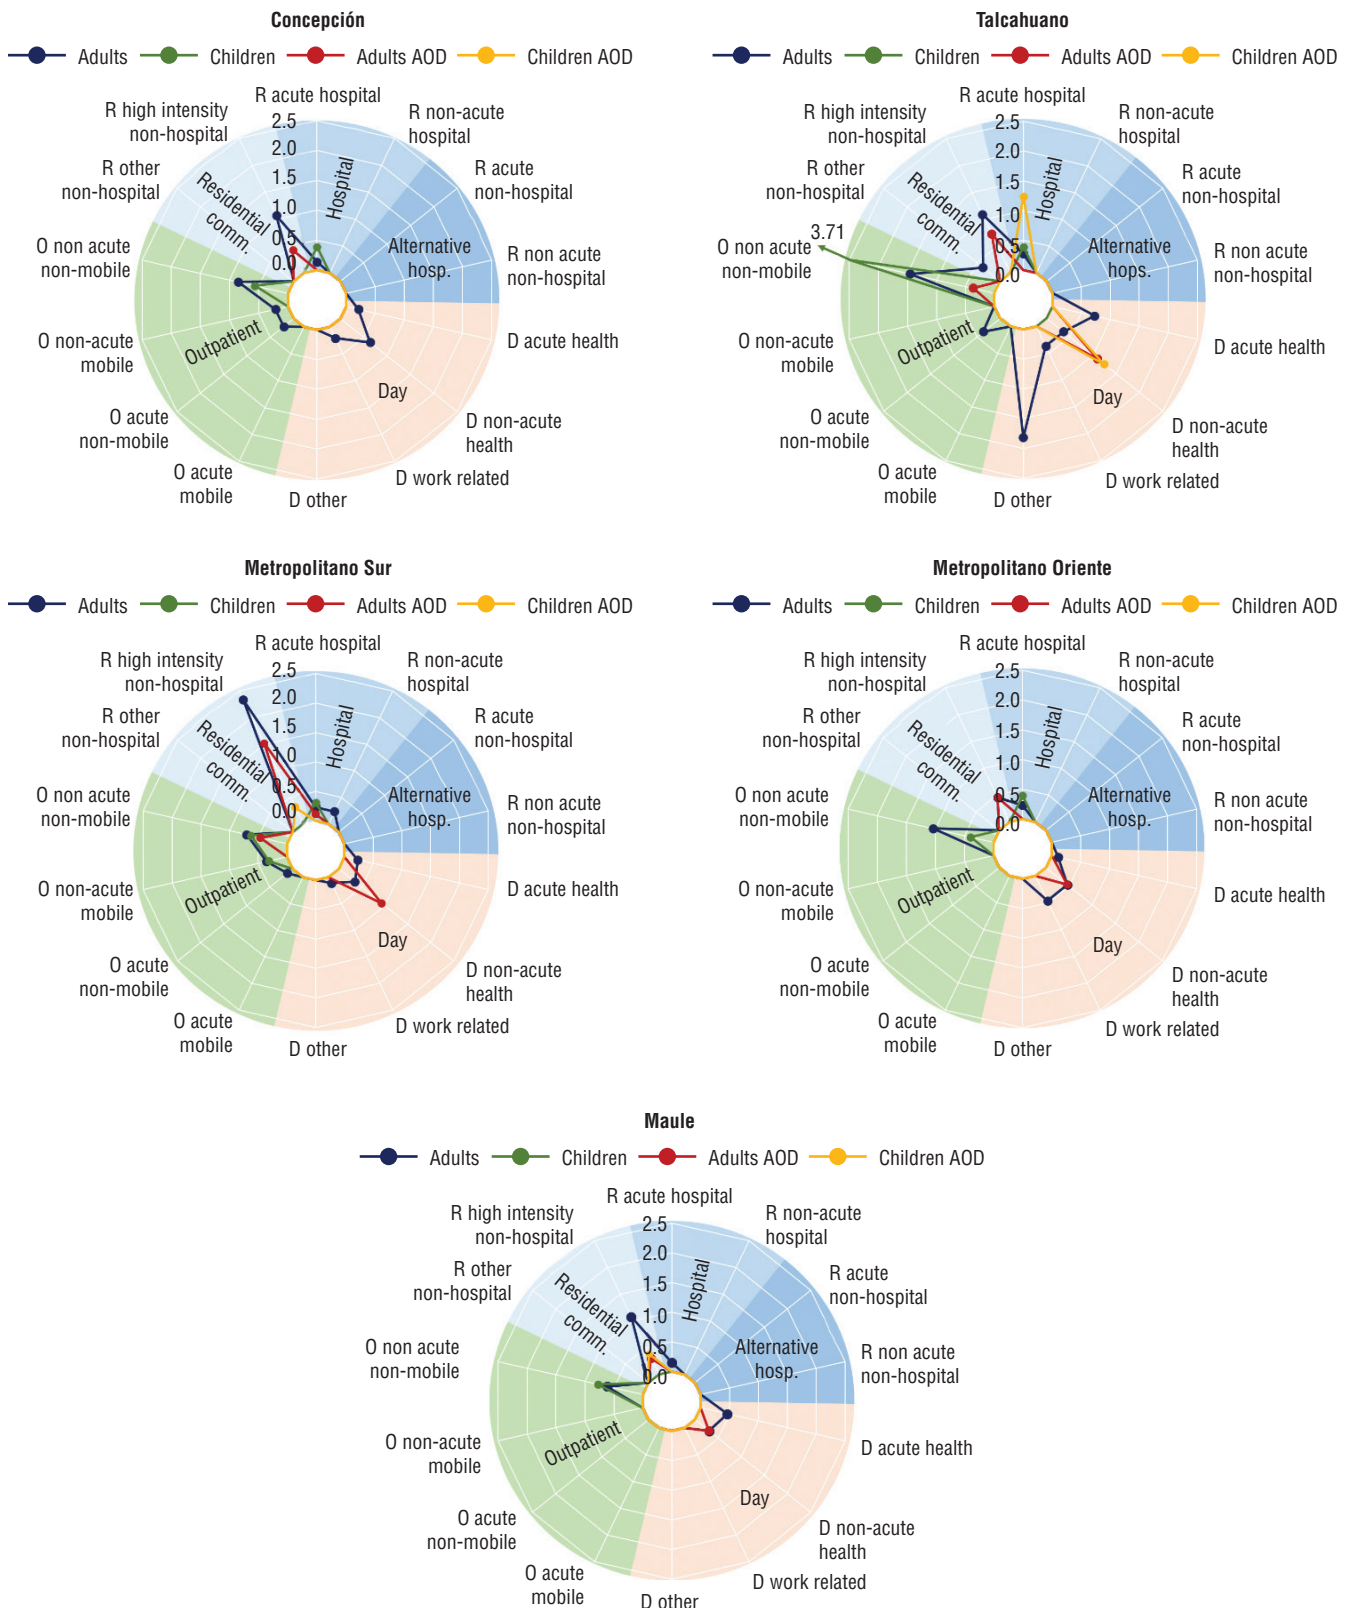 Concepción
Adults Children Adults AOD Children AOD
R acute hospital
R non-acute
hospital
R acute
non-hospital
R non acute
non-hospital
D acute health
D non-acute
health
D work related
D other
O acute
mobile
O acute
non-mobile
O non-acute
mobile
O non acute
non-mobile
R other
non-hospital
R high intensity
non-hospital
2.5
2.0
1.5
1.0
0.5
0.0
Hospital
Alternative
hosp.
Day
Outpatient
Residential
comm.
Talcahuano
Adults Children Adults AOD Children AOD
R acute hospital
R non-acute
hospital
R acute
non-hospital
R non acute
non-hospital
D acute health
D non-acute
health
D work related
D other
O acute
mobile
O acute
non-mobile
O non-acute
mobile
O non acute
non-mobile
3.71
R other
non-hospital
R high intensity
non-hospital
2.5
2.0
1.5
1.0
0.5
0.0
Hospital
Alternative
hops.
Day
Outpatient
Residential
comm.
Metropolitano Sur
Adults Children Adults AOD Children AOD
R acute hospital
R non-acute
hospital
R acute
non-hospital
R non acute
non-hospital
D acute health
D non-acute
health
D work related
D other
O acute
mobile
O acute
non-mobile
O non-acute
mobile
O non acute
non-mobile
R other
non-hospital
R high intensity
non-hospital
2.5
2.0
1.5
1.0
0.5
0.0
Hospital
Alternative
hosp.
Day
Outpatient
Residential
comm.
Metropolitano Oriente
Adults Children Adults AOD Children AOD
R acute hospital
R non-acute
hospital
R acute
non-hospital
R non acute
non-hospital
D acute health
D non-acute
health
D work related
D other
O acute
mobile
O acute
non-mobile
O non-acute
mobile
O non acute
non-mobile
R other
non-hospital
R high intensity
non-hospital
2.5
2.0
1.5
1.0
0.5
0.0
Hospital
Alternative
hosp.
Day
Outpatient
Residential
comm.
Maule
Adults Children Adults AOD Children AOD
R acute hospital
R non-acute
hospital
R acute
non-hospital
R non acute
non-hospital
D acute health
D non-acute
health
D work related
D other
O acute
mobile
O acute
non-mobile
O non-acute
mobile
O non acute
non-mobile
R other
non-hospital
R high intensity
non-hospital
2.5
2.0
1.5
1.0
0.5
0.0
Hospital
Alternative
hosp.
Day
Outpatient
Residential
comm.